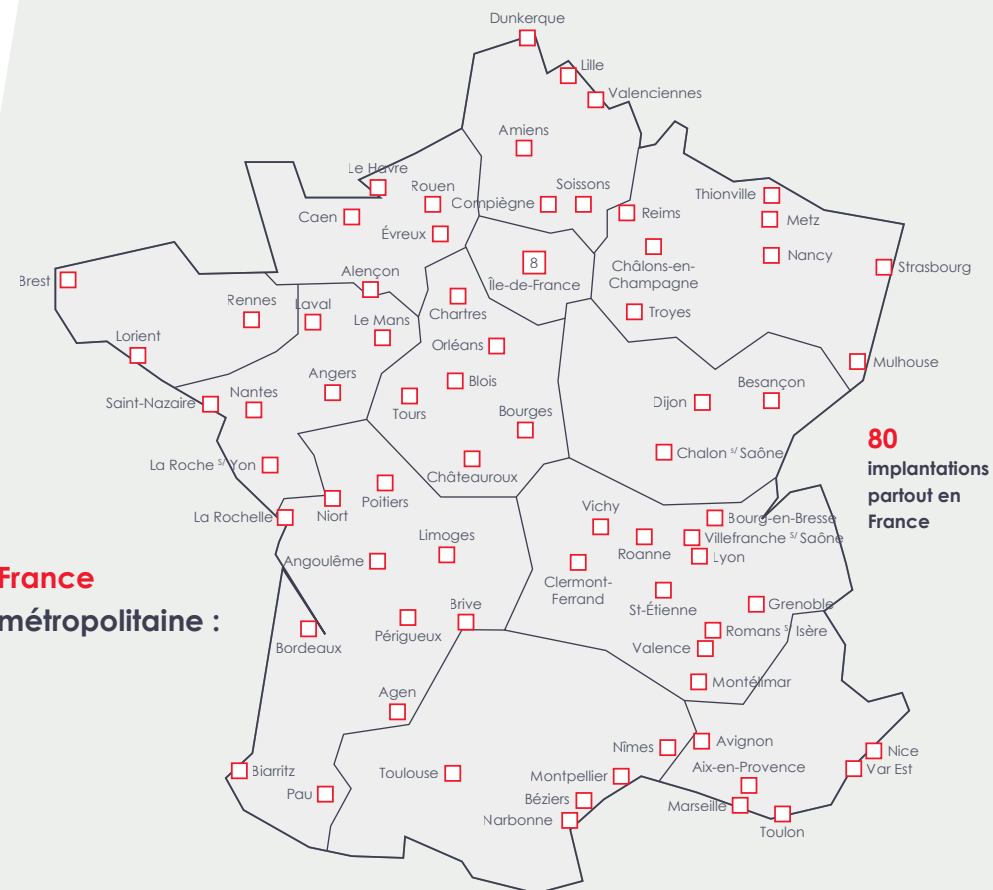 Dunkerque
Lille
Valenciennes
Amiens
Le Havre
Rouen
Compiègne
Soissons
Thionville
Caen
Reims
Metz
Évreux
8
Île-de-France
Châlons-en-
Champagne
Nancy
Strasbourg
Brest
Alençon
Rennes
Laval
Chartres
Troyes
Le Mans
Lorient
Orléans
Mulhouse
Angers
Blois
Besançon
Saint-Nazaire
Nantes
Tours
Dijon
Bourges
80
implantations
partout en
France
La Roche s/ Yon
Châteauroux
Chalon s/ Saône
Poitiers
Niort
La Rochelle
Vichy
Bourg-en-Bresse
Limoges
Roanne
Villefranche s/ Saône
Lyon
Angoulême
Clermont-
Ferrand
France
métropolitaine :
St-Étienne
Grenoble
Brive
Périgueux
Bordeaux
Romans s/ Isère
Valence
Montélimar
Agen
Nîmes
Avignon
Nice
Biarritz
Toulouse
Montpellier
Aix-en-Provence
Var Est
Pau
Béziers
Marseille
Narbonne
Toulon